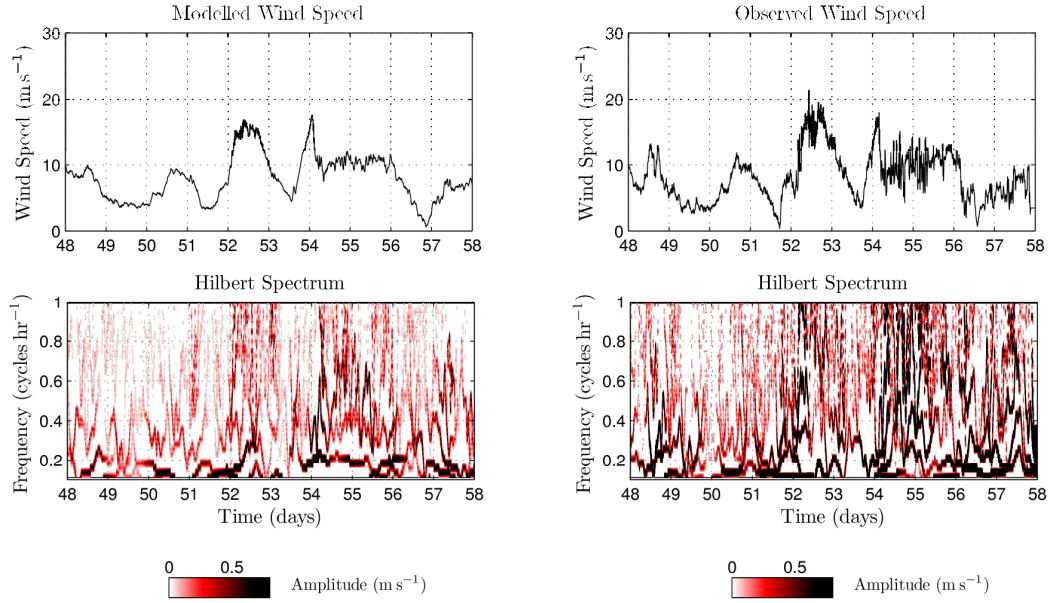 Modelled Wind Speed
Wind Speed (m s⁻¹)
30
20
10
0
48 49 50 51 52 53 54 55 56 57 58
Observed Wind Speed
Wind Speed (m s⁻¹)
30
20
10
0
48 49 50 51 52 53 54 55 56 57 58
Hilbert Spectrum
Frequency (cycles hr⁻¹)
1
0.8
0.6
0.4
0.2
48 49 50 51 52 53 54 55 56 57 58
Time (days)
Hilbert Spectrum
Frequency (cycles hr⁻¹)
1
0.8
0.6
0.4
0.2
48 49 50 51 52 53 54 55 56 57 58
Time (days)
0 0.5
Amplitude (m s⁻¹)
0 0.5
Amplitude (m s⁻¹)